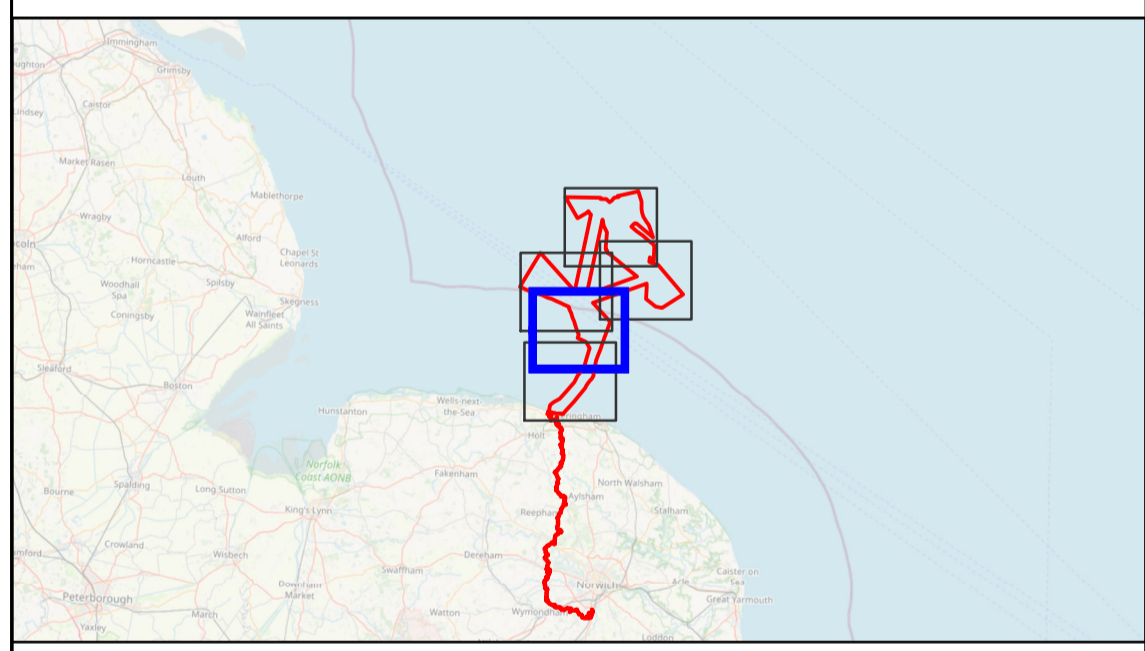 Immingham
Grimsby
Caistor
Lindsey
Market Rasen
Louth
Mablethorpe
Wragby
Alford
Chapel St
Leonards
Horncastle
Woodhall
Spa
Spilsby
Skegness
Coningsby
Wainfleet
All Saints
Sleaford
Boston
Hunstanton
Wells-next-
the-Sea
Holt
Norfolk
Coast AONB
Fakenham
North Walsham
Bourne
Spalding
Long Sutton
King's Lynn
Aylsham
Reepham
Stalham
Crowland
Wisbech
Dereham
Swaffham
Caister on
Sea
Norwich
Acle
Downham
Market
Great Yarmouth
Peterborough
March
Watton
Wymondham
Yaxley
Loddon